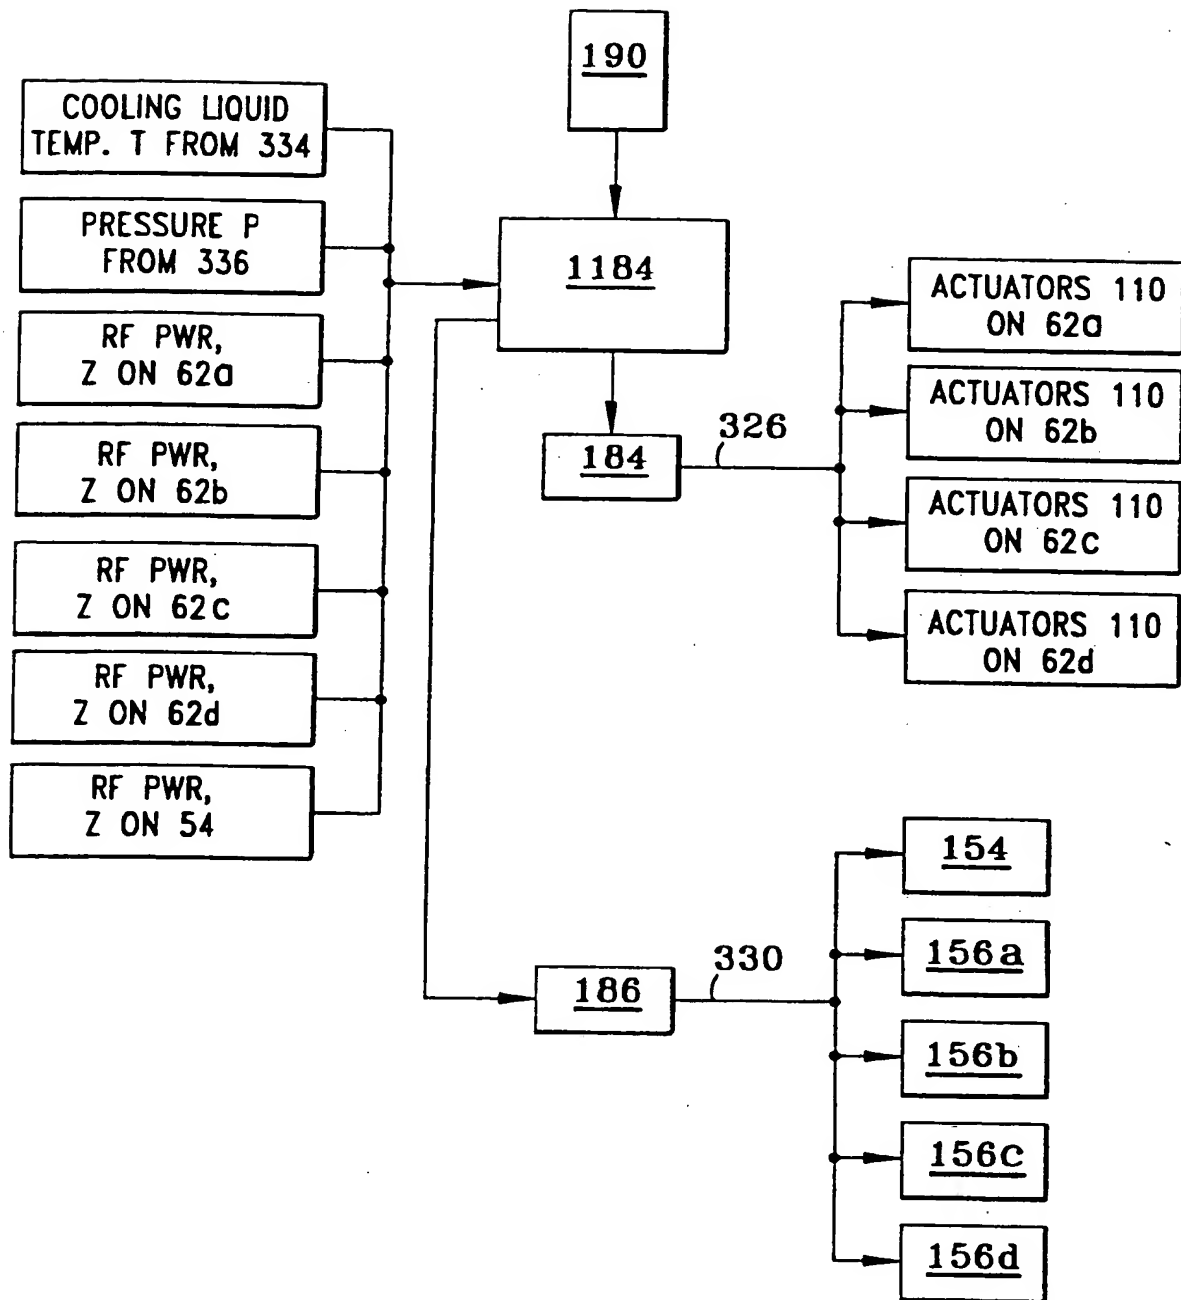 190
COOLING LIQUID
TEMP. T FROM 334
PRESSURE P
FROM 336
RF PWR,
Z ON 62a
RF PWR,
Z ON 62b
RF PWR,
Z ON 62c
RF PWR,
Z ON 62d
RF PWR,
Z ON 54
1184
184
326
ACTUATORS 110
ON 62a
ACTUATORS 110
ON 62b
ACTUATORS 110
ON 62c
ACTUATORS 110
ON 62d
186
330
154
156a
156b
156c
156d